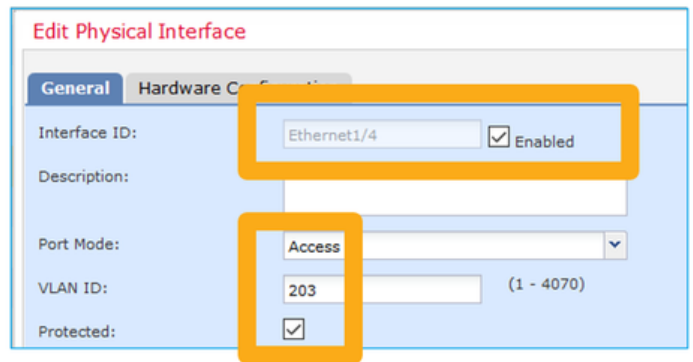 Edit Physical Interface
General Hardware
Interface ID: Ethernet1/4 Enabled
Description:
Port Mode: Access
VLAN ID: 203 (1 - 4070)
Protected: